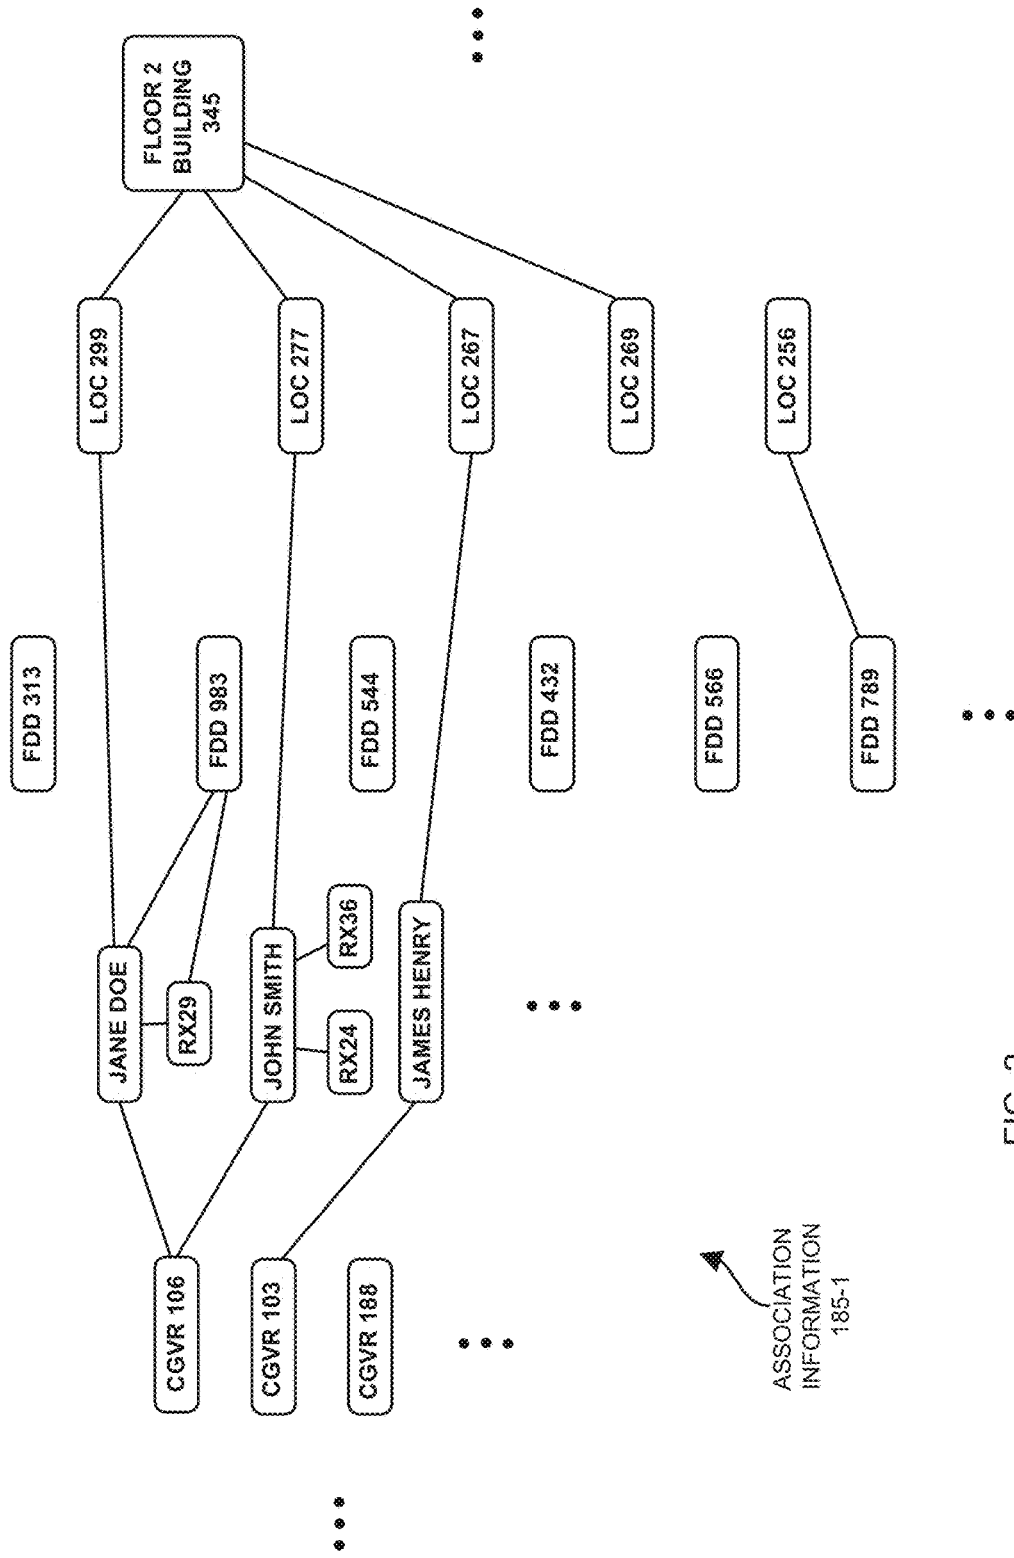 CGVR 106
CGVR 103
CGVR 188
JANE DOE
RX29
JOHN SMITH
RX24
RX36
JAMES HENRY
FDD 313
FDD 983
FDD 544
FDD 432
FDD 566
FDD 789
LOC 299
LOC 277
LOC 267
LOC 269
LOC 256
FLOOR 2
BUILDING
345
ASSOCIATION
INFORMATION
185-1